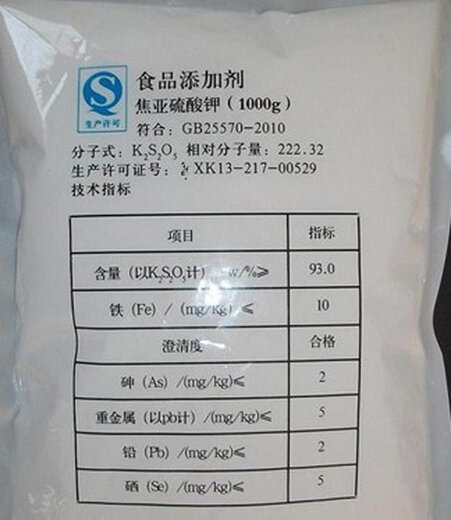 食品添加剂
焦亚硫酸钾（1000g）
生产许可
符合：GB25570-2010
分子式：K₂S₂O₅ 相对分子量：222.32
生产许可证号：XK13-217-00529
技术指标
项目 指标
含量（以K₂S₂O₅计） w/%≥ 93.0
铁（Fe）/（mg/kg）≤ 10
澄清度 合格
砷（As）/(mg/kg)≤ 2
重金属（以pb计）/(mg/kg)≤ 5
铅（Pb）/(mg/kg)≤ 2
硒（Se）/(mg/kg)≤ 5